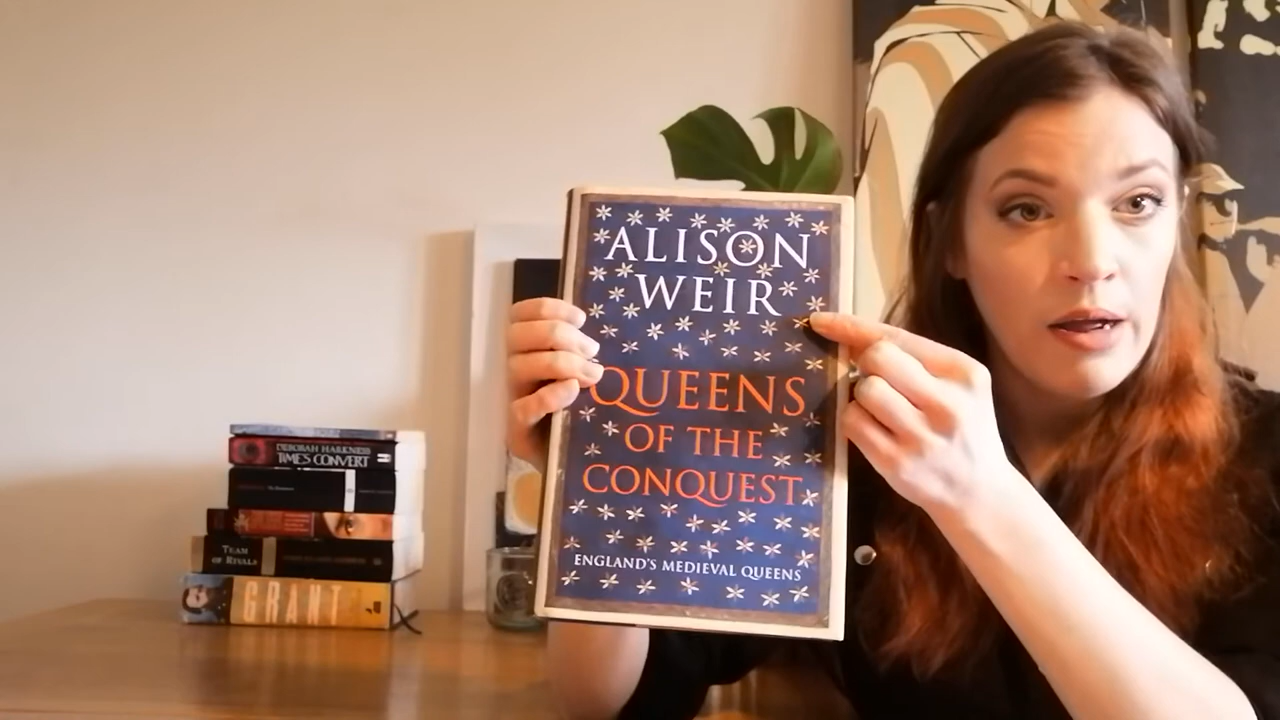 ALISON
WEIR
QUEENS
OF THE
CONQUEST
ENGLAND'S MEDIEVAL QUEENS
DEBORAH HARKNESS
TIME'S CONVERT
TEAM
OF RIVALS
GRANT